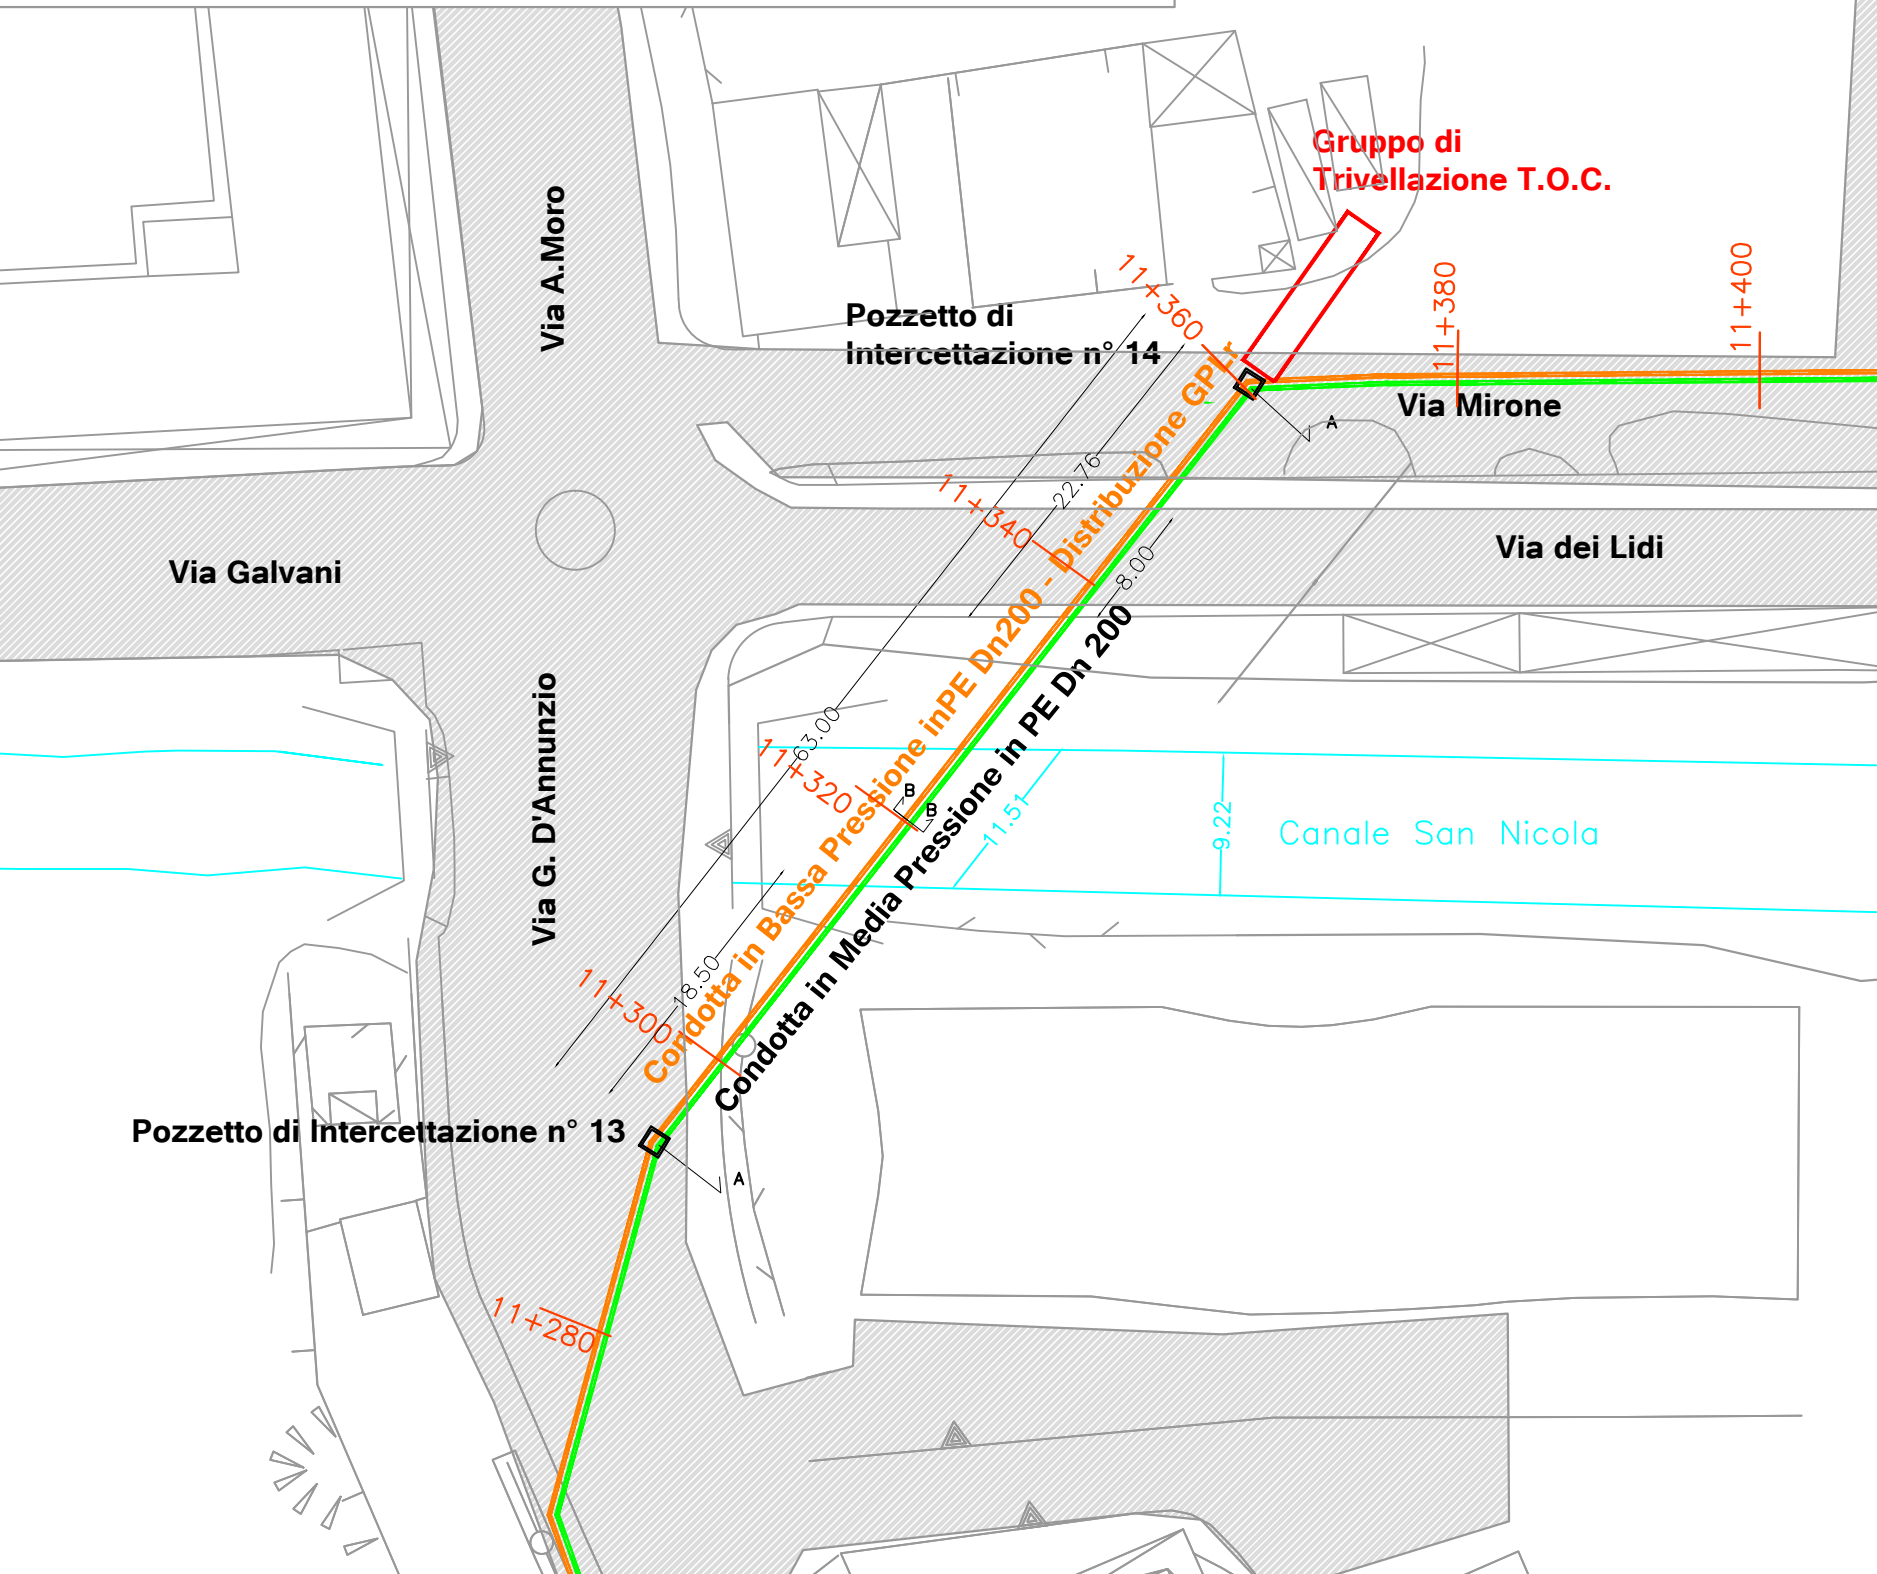 Gruppo di
Trivellazione T.O.C.
Via A.Moro
11+360
11+380
11+400
Pozzetto di
Intercettazione n° 14
Via Mirone
A
22.76
11+340
Via Galvani
Via dei Lidi
8.00
Condotta in Bassa Pressione inPE Dn200 - Distribuzione GPLr
Condotta in Media Pressione in PE Dn 200
63.00
11+320
B
B
11.51
9.22
Canale San Nicola
Via G. D'Annunzio
18.50
11+300
Pozzetto di Intercettazione n° 13
A
11+280